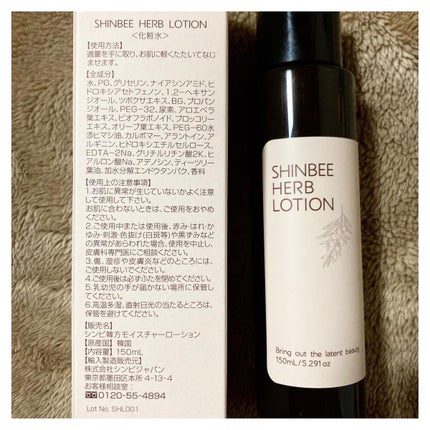 SHINBEE HERB LOTION
<化粧水>
【使用方法】
適量を手に取り、お肌に軽くたたいてなじ
ませます。
【全成分】
水、PG、グリセリン、ナイアシンアミド、ヒ
ドロキシアセトフェノン、1,2-ヘキサン
ジオール、ツボクサエキス、BG、プロパン
ジオール、PEG-32、尿素、アロエベラ
葉エキス、ビオフラボノイド、ブロッコリー
エキス、オリーブ葉エキス、PEG-60水
添ヒマシ油、カルボマー、アラントイン、ア
ルギニン、ヒドロキシエチルセルロース、
EDTA-2Na、グリチルリチン酸2K、ヒ
アルロン酸Na、アデノシン、ティーツリー
葉油、加水分解エンドウタンパク、香料
【使用上の注意事項】
1.お肌に異常が生じていないかよく注意
して使用して下さい。
お肌に合わないときは、ご使用をおやめ
ください。
2.ご使用中または使用後、赤み・はれ・か
ゆみ・刺激・色抜け(白斑等)や黒ずみなど
の異常があらわれた場合、使用を中止し、
皮膚科専門医にご相談ください。
3.傷、湿疹や皮膚炎などのところには、
ご使用しないでください。
4.ご使用後は必ずふたを閉めてください。
5.乳幼児の手が届かない場所に保管して
ください。
6.高温多湿、直射日光の当たるところは、
保管を避けてください。
【販売名】
シンビ韓方モイスチャーローション
【原産国】韓国
【内容量】150mL
【輸入製造販売元】
株式会社シンビジャパン
東京都墨田区本所4-14-4
お客様相談室:
0120-55-4894
Lot No. SHL001
SHINBEE
HERB
LOTION
Bring out the latent beauty
150mL/5.291oz